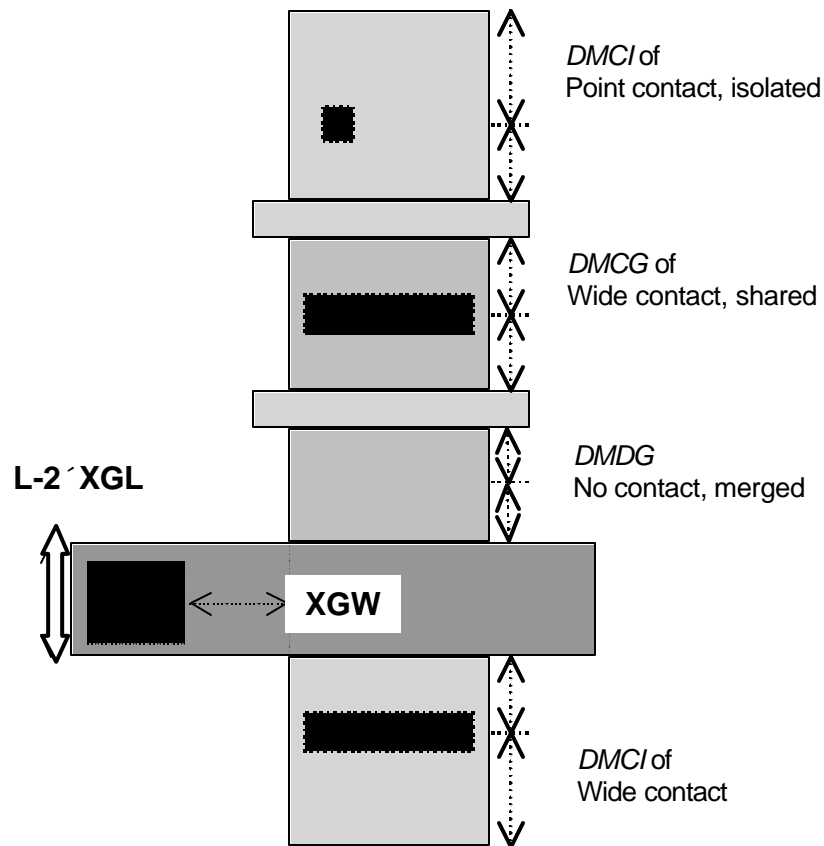 DMCI of
Point contact, isolated
DMCG of
Wide contact, shared
DMDG
No contact, merged
L-2´XGL
XGW
DMCI of
Wide contact